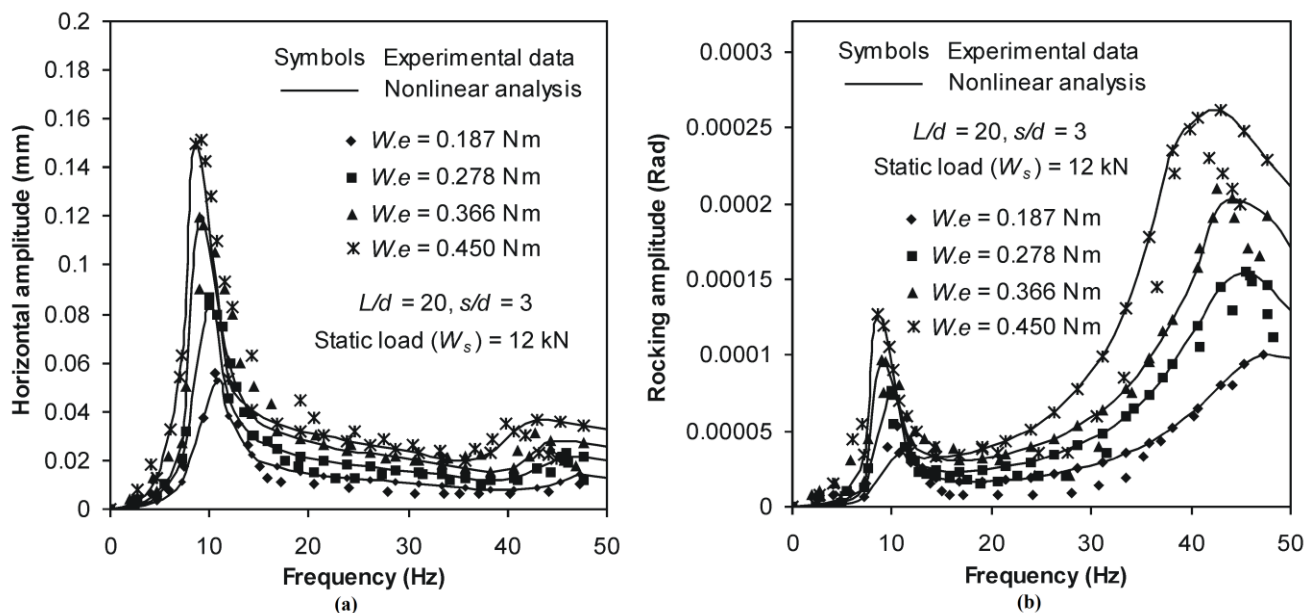 0.2
0.18
0.16
0.14
0.12
0.1
0.08
0.06
0.04
0.02
0
Horizontal amplitude (mm)
Symbols Experimental data
Nonlinear analysis
W.e = 0.187 Nm
W.e = 0.278 Nm
W.e = 0.366 Nm
W.e = 0.450 Nm
L/d = 20, s/d = 3
Static load (Ws) = 12 kN
0 10 20 30 40 50
Frequency (Hz)
(a)
0.0003
0.00025
0.0002
0.00015
0.0001
0.00005
0
Rocking amplitude (Rad)
Symbols Experimental data
Nonlinear analysis
L/d = 20, s/d = 3
Static load (Ws) = 12 kN
W.e = 0.187 Nm
W.e = 0.278 Nm
W.e = 0.366 Nm
W.e = 0.450 Nm
0 10 20 30 40 50
Frequency (Hz)
(b)